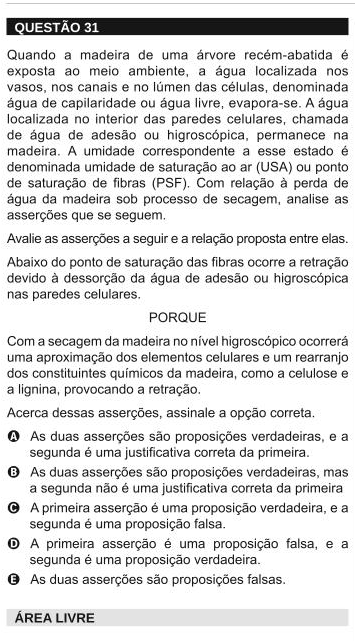 QUESTÃO 31
Quando a madeira de uma árvore recém-abatida é
exposta ao meio ambiente, a água localizada nos
vasos, nos canais e no lúmen das células, denominada
água de capilaridade ou água livre, evapora-se. A água
localizada no interior das paredes celulares, chamada
de água de adesão ou higroscópica, permanece na
madeira. A umidade correspondente a esse estado é
denominada umidade de saturação ao ar (USA) ou ponto
de saturação de fibras (PSF). Com relação à perda de
água da madeira sob processo de secagem, analise as
asserções que se seguem.
Avalie as asserções a seguir e a relação proposta entre elas.
Abaixo do ponto de saturação das fibras ocorre a retração
devido à dessorção da água de adesão ou higroscópica
nas paredes celulares.
PORQUE
Com a secagem da madeira no nível higroscópico ocorrerá
uma aproximação dos elementos celulares e um rearranjo
dos constituintes químicos da madeira, como a celulose e
a lignina, provocando a retração.
Acerca dessas asserções, assinale a opção correta.
A As duas asserções são proposições verdadeiras, e a
segunda é uma justificativa correta da primeira.
B As duas asserções são proposições verdadeiras, mas
a segunda não é uma justificativa correta da primeira
C A primeira asserção é uma proposição verdadeira, e a
segunda é uma proposição falsa.
D A primeira asserção é uma proposição falsa, e a
segunda é uma proposição verdadeira.
E As duas asserções são proposições falsas.
ÁREA LIVRE